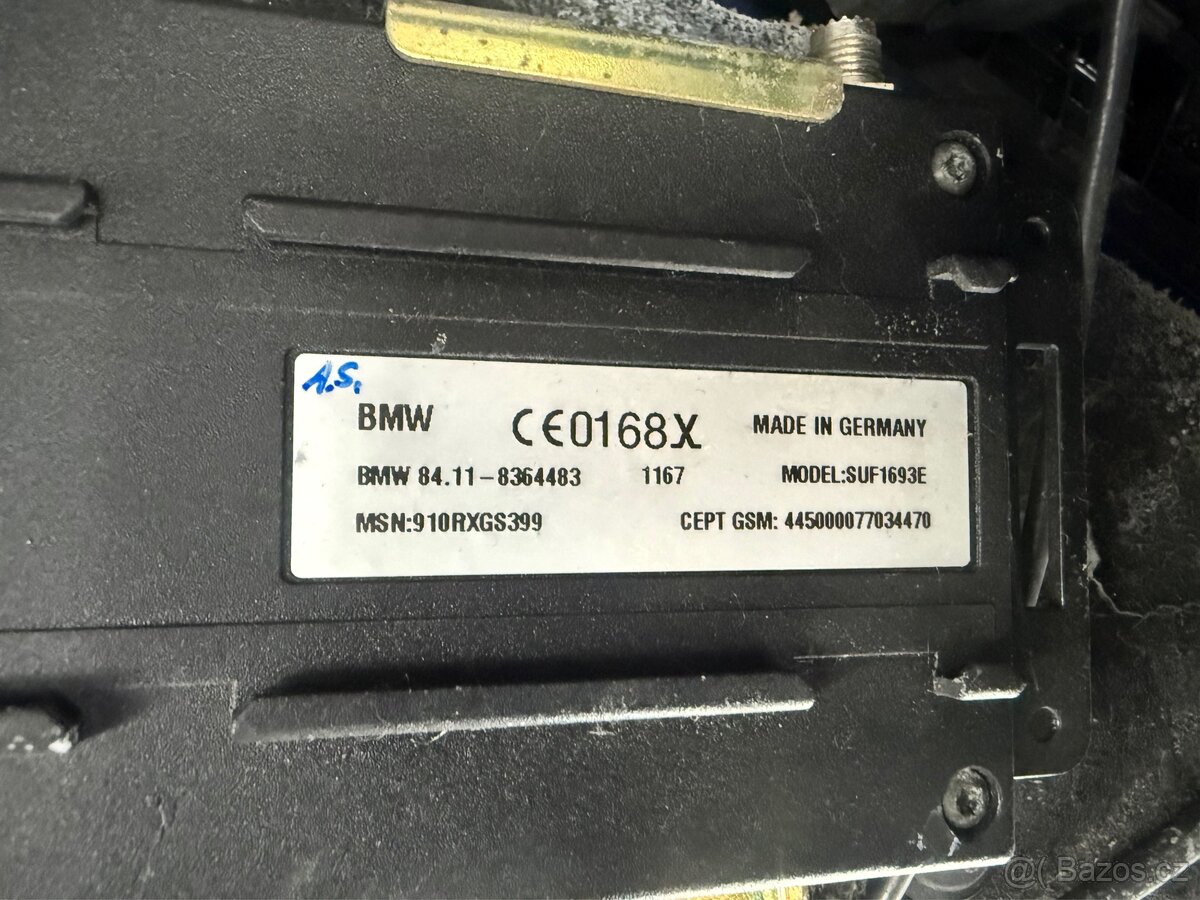 A.S.
BMW CE0168X MADE IN GERMANY
BMW 84.11-8364483 1167 MODEL:SUF1693E
MSN:910RXGS399 CEPT GSM: 445000077034470
@( Bazos.cz